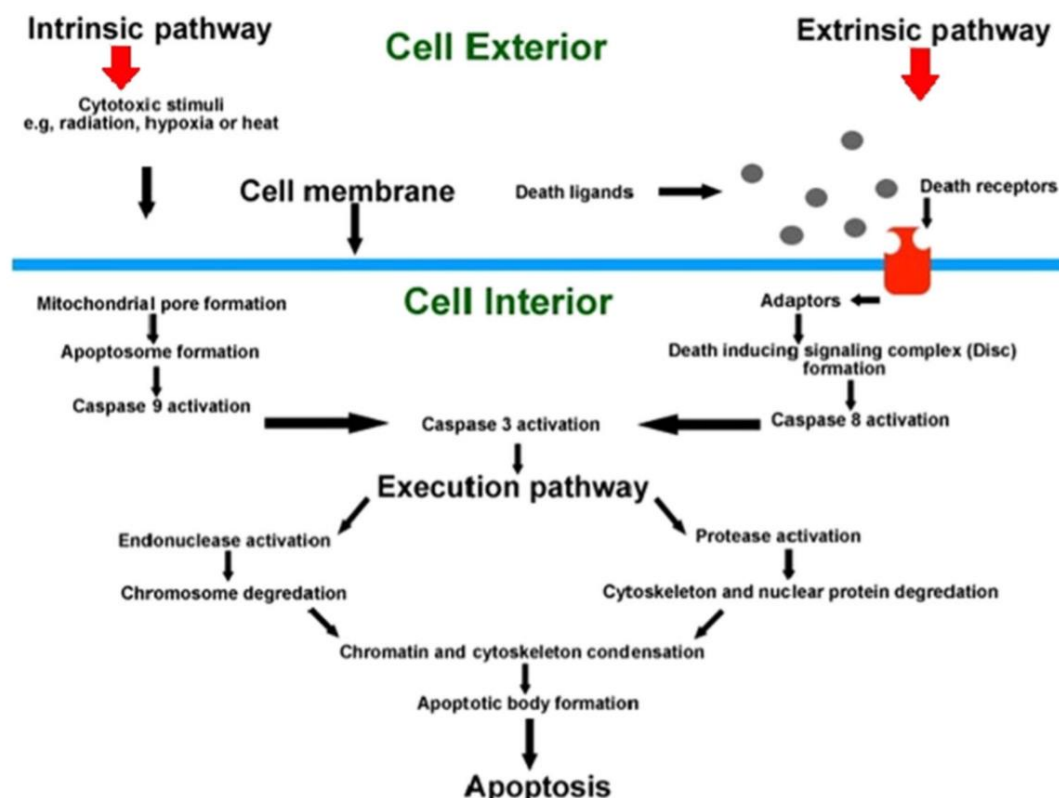 Intrinsic pathway
Cell Exterior
Extrinsic pathway
Cytotoxic stimuli
e.g, radiation, hypoxia or heat
Cell membrane
Death ligands
Death receptors
Cell Interior
Mitochondrial pore formation
Adaptors
Apoptosome formation
Death inducing signaling complex (Disc)
formation
Caspase 9 activation
Caspase 3 activation
Caspase 8 activation
Execution pathway
Endonuclease activation
Protease activation
Chromosome degredation
Cytoskeleton and nuclear protein degredation
Chromatin and cytoskeleton condensation
Apoptotic body formation
Apoptosis